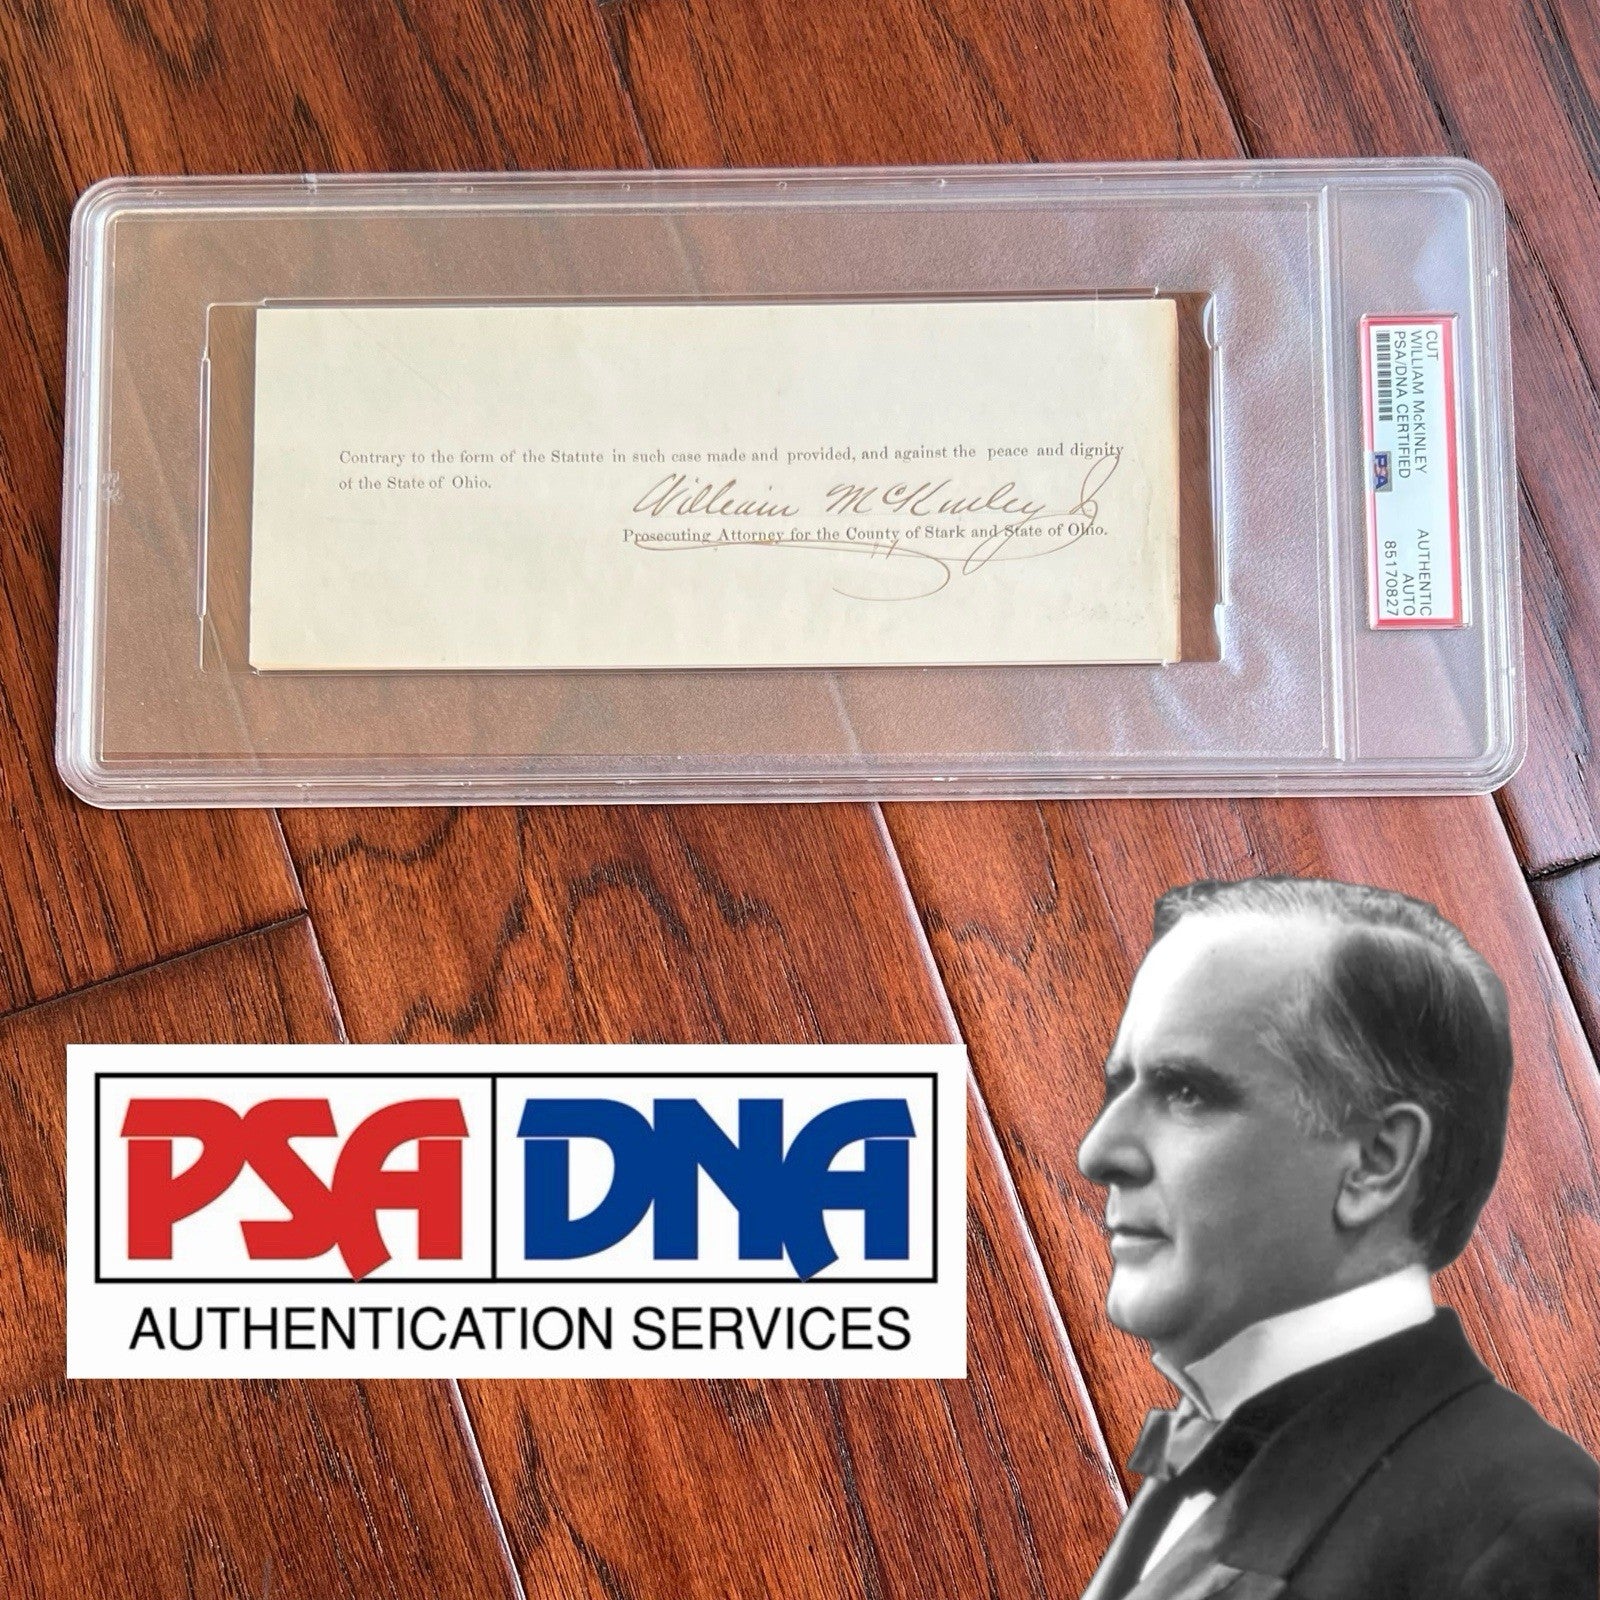 Contrary to the form of the Statute in such case made and provided, and against the peace and dignity
of the State of Ohio.
William McKinley Jr
Prosecuting Attorney for the County of Stark and State of Ohio.
CUT
WILLIAM McKINLEY
PSA/DNA CERTIFIED
AUTHENTIC
AUTO
85170827
PSA
PSA DNA
AUTHENTICATION SERVICES